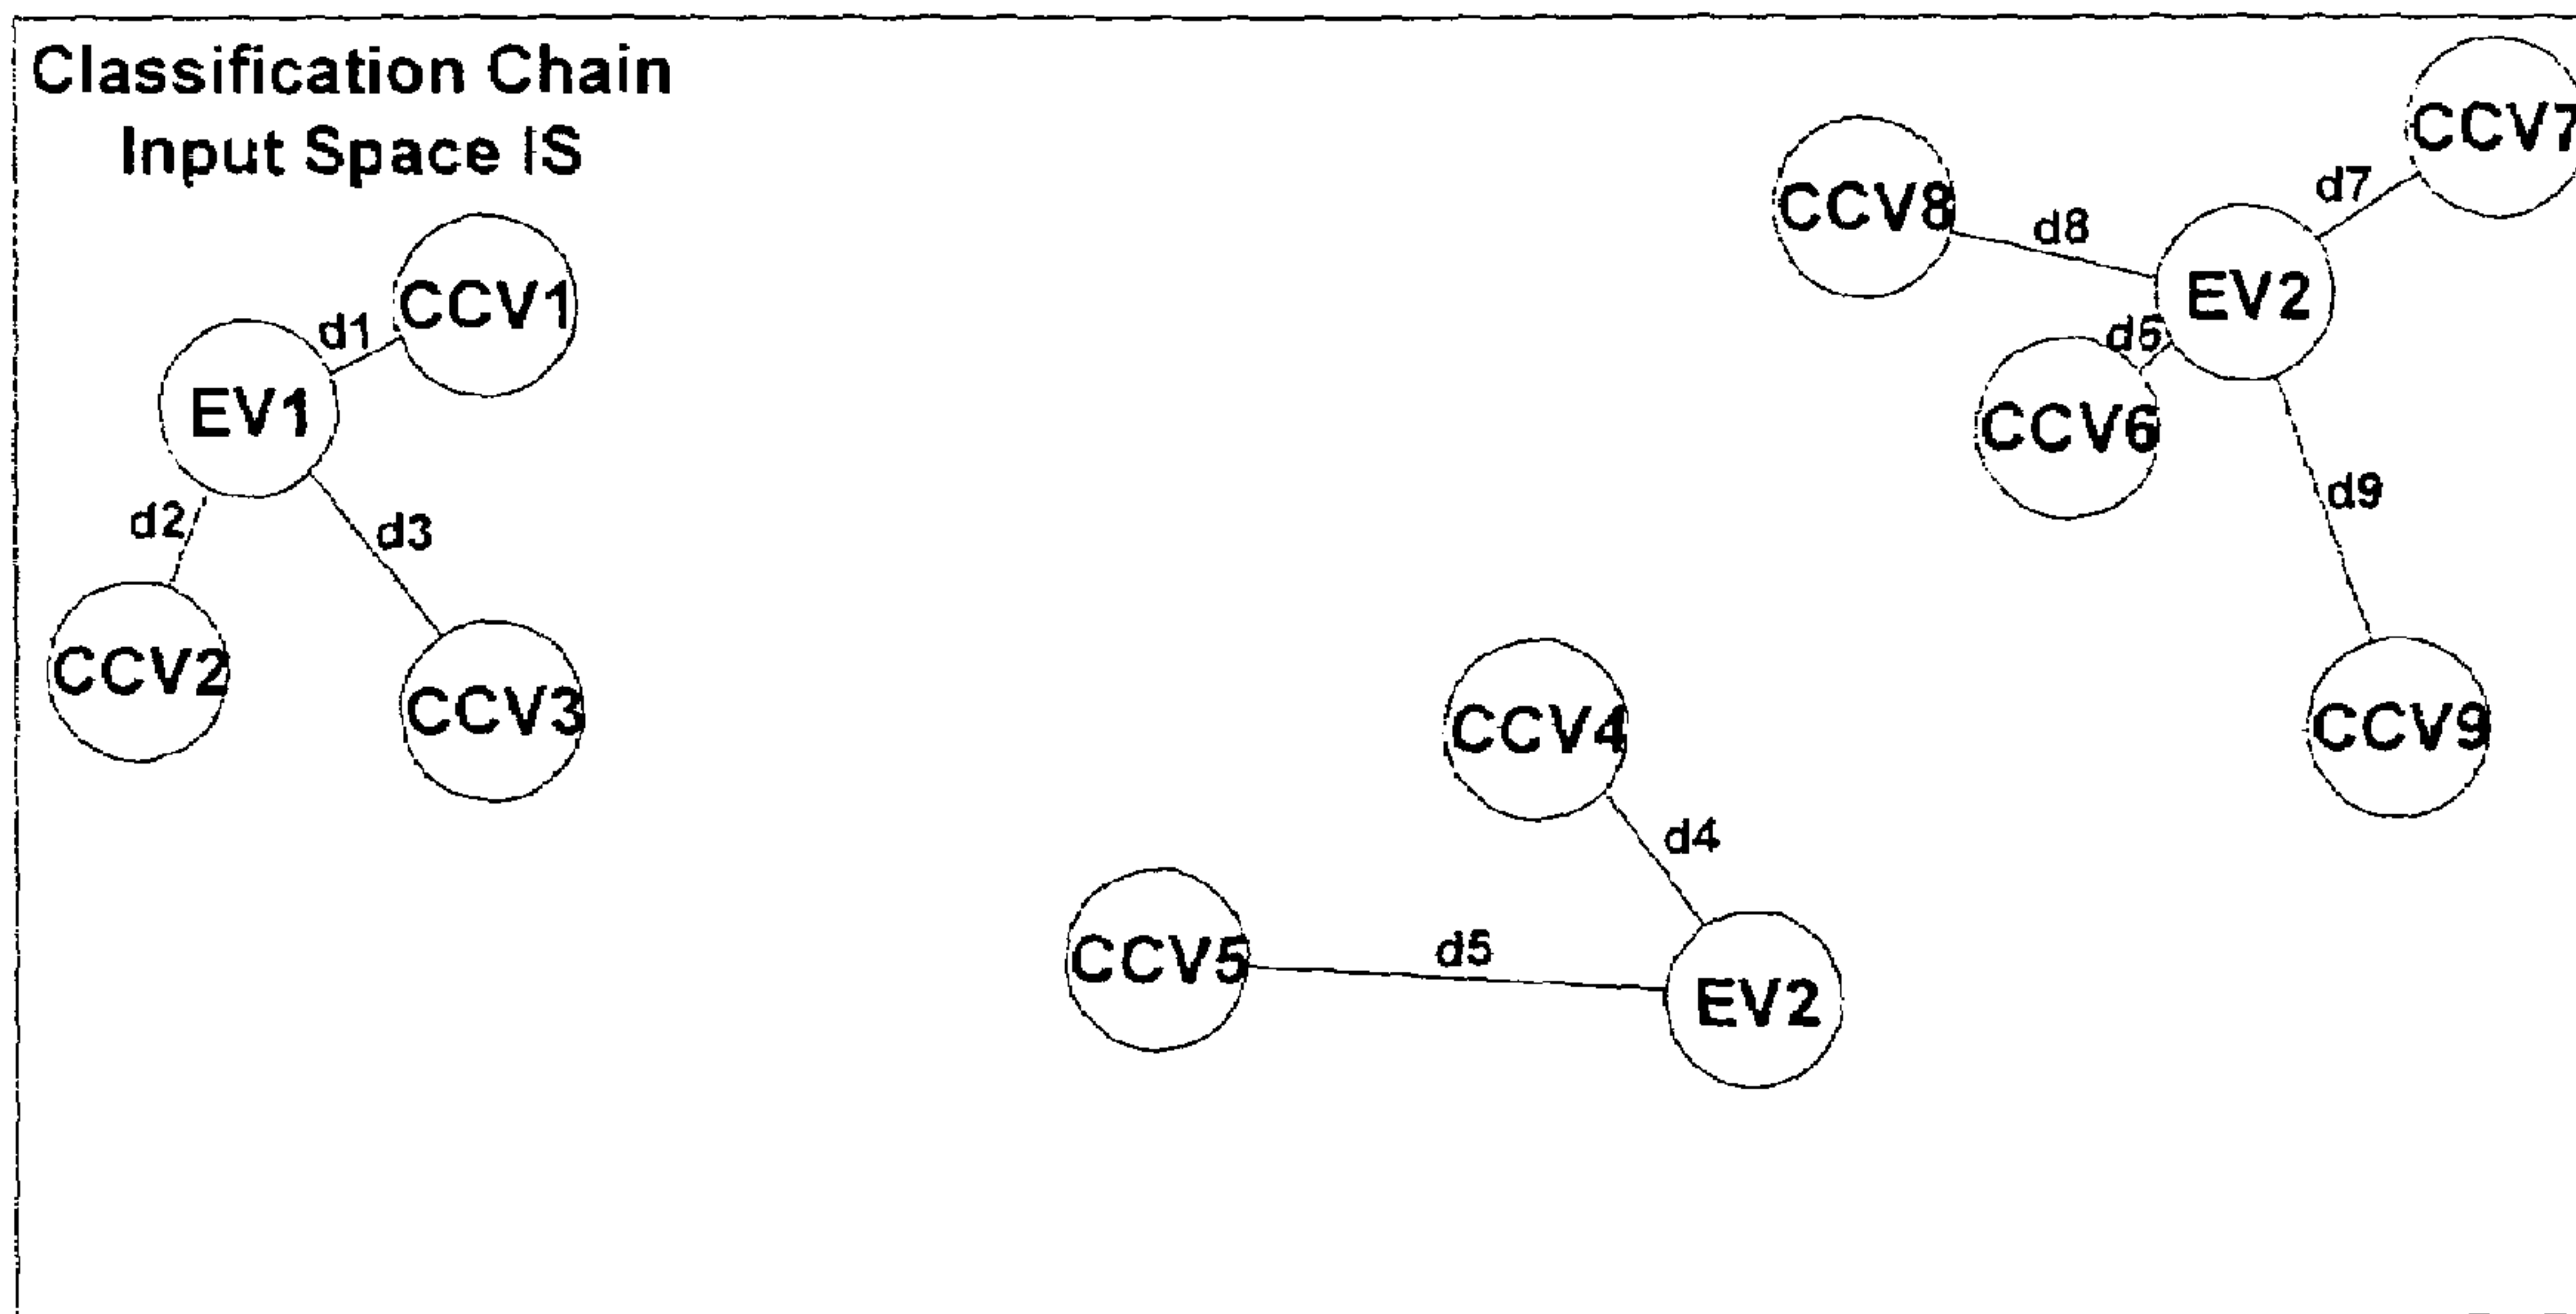 Classification Chain
Input Space IS
CCV7
d7
CCV8
d8
EV2
d6
CCV6
d9
CCV9
CCV1
d1
EV1
d2
d3
CCV2
CCV3
CCV4
d4
CCV5
d5
EV2